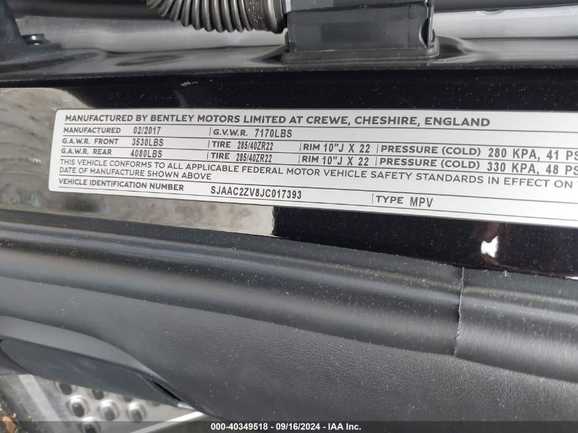 MANUFACTURED BY BENTLEY MOTORS LIMITED AT CREWE, CHESHIRE, ENGLAND
MANUFACTURED 02/2017 G.V.W.R. 7170LBS
G.A.W.R. FRONT 3530LBS TIRE 285/40ZR22 RIM 10"J X 22 PRESSURE (COLD) 280 KPA, 41 PS
G.A.W.R. REAR 4080LBS TIRE 285/40ZR22 RIM 10"J X 22 PRESSURE (COLD) 330 KPA, 48 PS
THIS VEHICLE CONFORMS TO ALL APPLICABLE FEDERAL MOTOR VEHICLE SAFETY STANDARDS IN EFFECT ON
DATE OF MANUFACTURE SHOWN ABOVE
VEHICLE IDENTIFICATION NUMBER SJAAC2ZV8JC017393 TYPE MPV
000-40349518 - 09/16/2024 - IAA Inc.